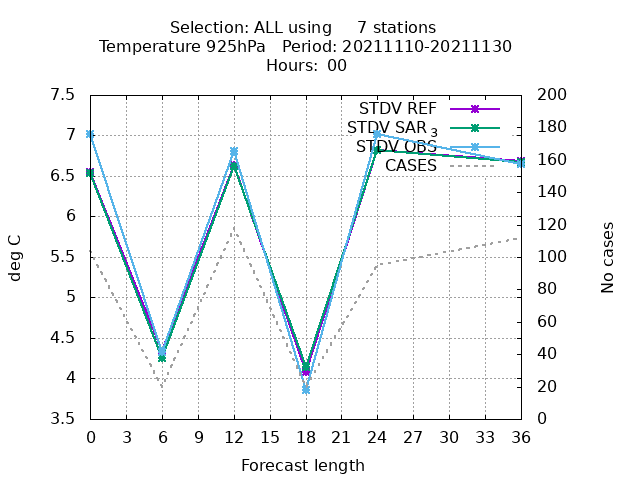 Selection: ALL using     7 stations
Temperature 925hPa   Period: 20211110-20211130
Hours: 00
7.5
7
6.5
6
5.5
5
4.5
4
3.5
200
180
160
140
120
100
80
60
40
20
0
STDV REF
STDV SAR3
STDV OBS
CASES
deg C
No cases
0 3 6 9 12 15 18 21 24 27 30 33 36
Forecast length